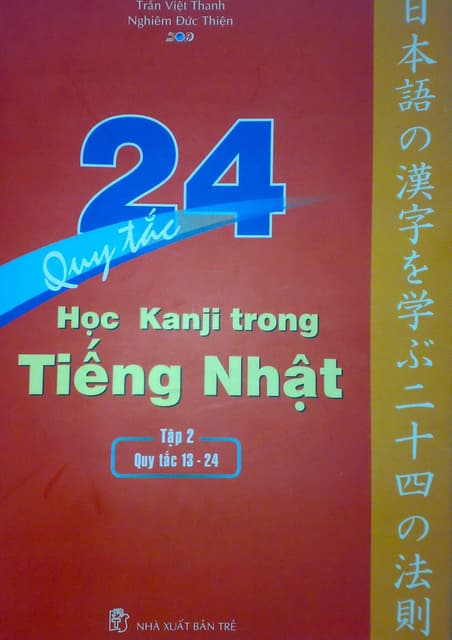 Trần Việt Thanh
Nghiêm Đức Thiện
24
Quy tắc
Học Kanji trong
Tiếng Nhật
Tập 2
Quy tắc 13 - 24
NHÀ XUẤT BẢN TRẺ
日本語の漢字を学ぶ二十四の法則